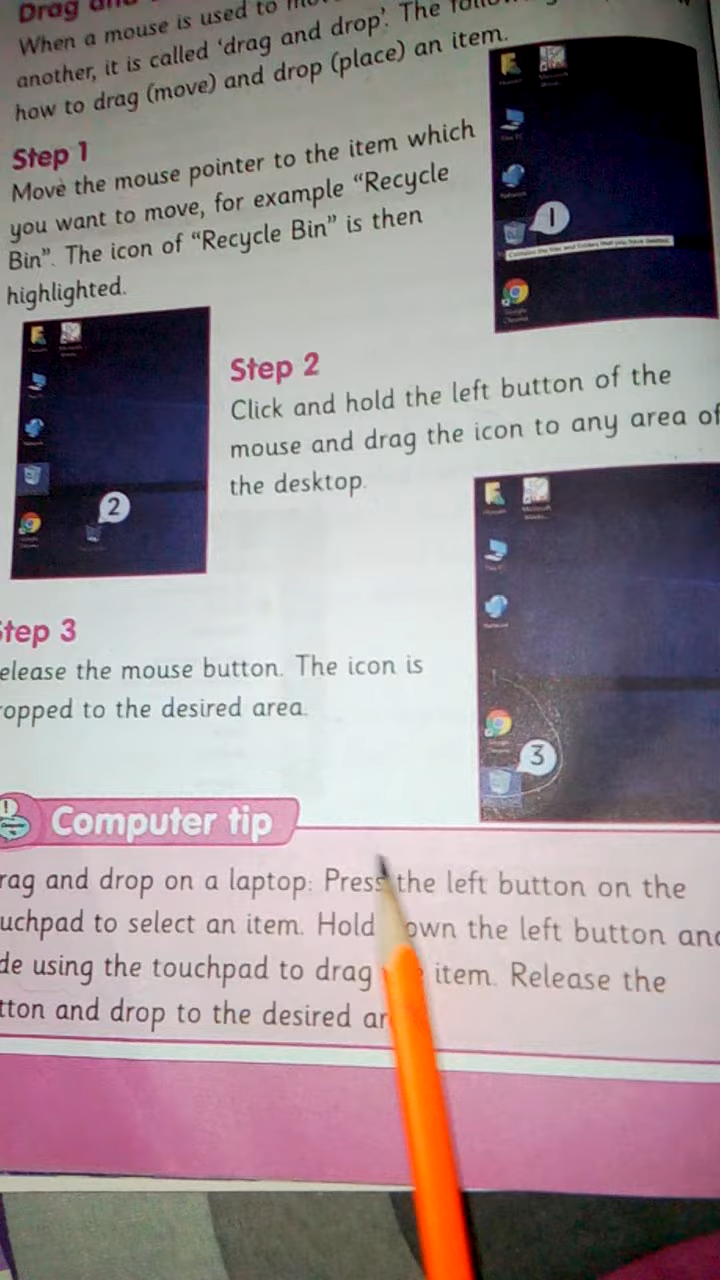 Drag and
When a mouse is used to
another, it is called ‘drag and drop’. The
how to drag (move) and drop (place) an item.
Step 1
Move the mouse pointer to the item which
you want to move, for example “Recycle
Bin”. The icon of “Recycle Bin” is then
highlighted.
1
Google
Chrome
Step 2
Click and hold the left button of the
mouse and drag the icon to any area of
the desktop.
2
Step 3
elease the mouse button. The icon is
opped to the desired area.
3
Computer tip
rag and drop on a laptop: Press the left button on the
uchpad to select an item. Hold own the left button and
de using the touchpad to drag item. Release the
tton and drop to the desired ar